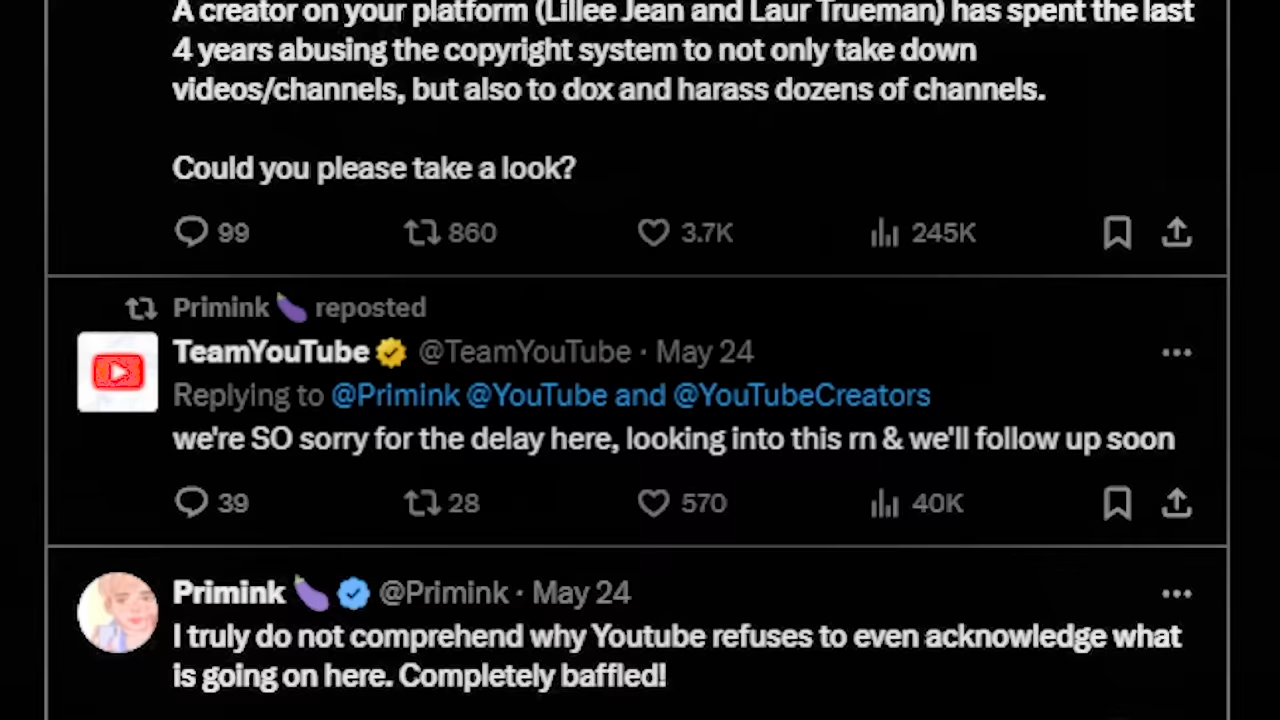 A creator on your platform (Lillee Jean and Laur Trueman) has spent the last
4 years abusing the copyright system to not only take down
videos/channels, but also to dox and harass dozens of channels.
Could you please take a look?
99 860 3.7K 245K
Primink 🍆 reposted
TeamYouTube @TeamYouTube · May 24
Replying to @Primink @YouTube and @YouTubeCreators
we're SO sorry for the delay here, looking into this rn & we'll follow up soon
39 28 570 40K
Primink 🍆 @Primink · May 24
I truly do not comprehend why Youtube refuses to even acknowledge what
is going on here. Completely baffled!